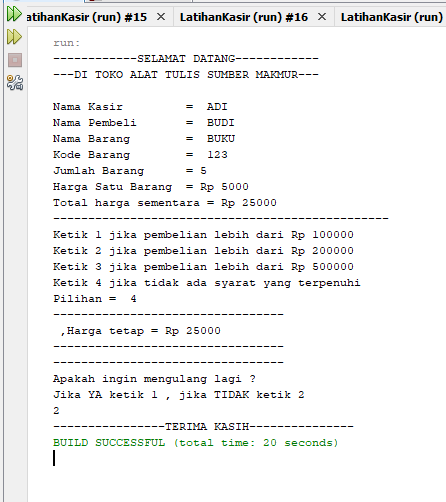 LatihanKasir (run) #15 × LatihanKasir (run) #16 × LatihanKasir (run)
run:
------------SELAMAT DATANG------------
---DI TOKO ALAT TULIS SUMBER MAKMUR---
Nama Kasir = ADI
Nama Pembeli = BUDI
Nama Barang = BUKU
Kode Barang = 123
Jumlah Barang = 5
Harga Satu Barang = Rp 5000
Total harga sementara = Rp 25000
------------------------------------------------
Ketik 1 jika pembelian lebih dari Rp 100000
Ketik 2 jika pembelian lebih dari Rp 200000
Ketik 3 jika pembelian lebih dari Rp 500000
Ketik 4 jika tidak ada syarat yang terpenuhi
Pilihan = 4
---------------------------------
,Harga tetap = Rp 25000
---------------------------------
---------------------------------
Apakah ingin mengulang lagi ?
Jika YA ketik 1 , jika TIDAK ketik 2
2
----------------TERIMA KASIH---------------
BUILD SUCCESSFUL (total time: 20 seconds)